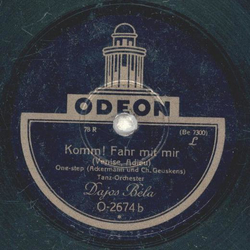 ODEON
78 R
(Be 7300)
L
Komm! Fahr mit mir
(Venise, Adieu)
One-step (Ackermann und Ch. Geuskens)
Tanz-Orchester
Dajos Béla
O-2674 b